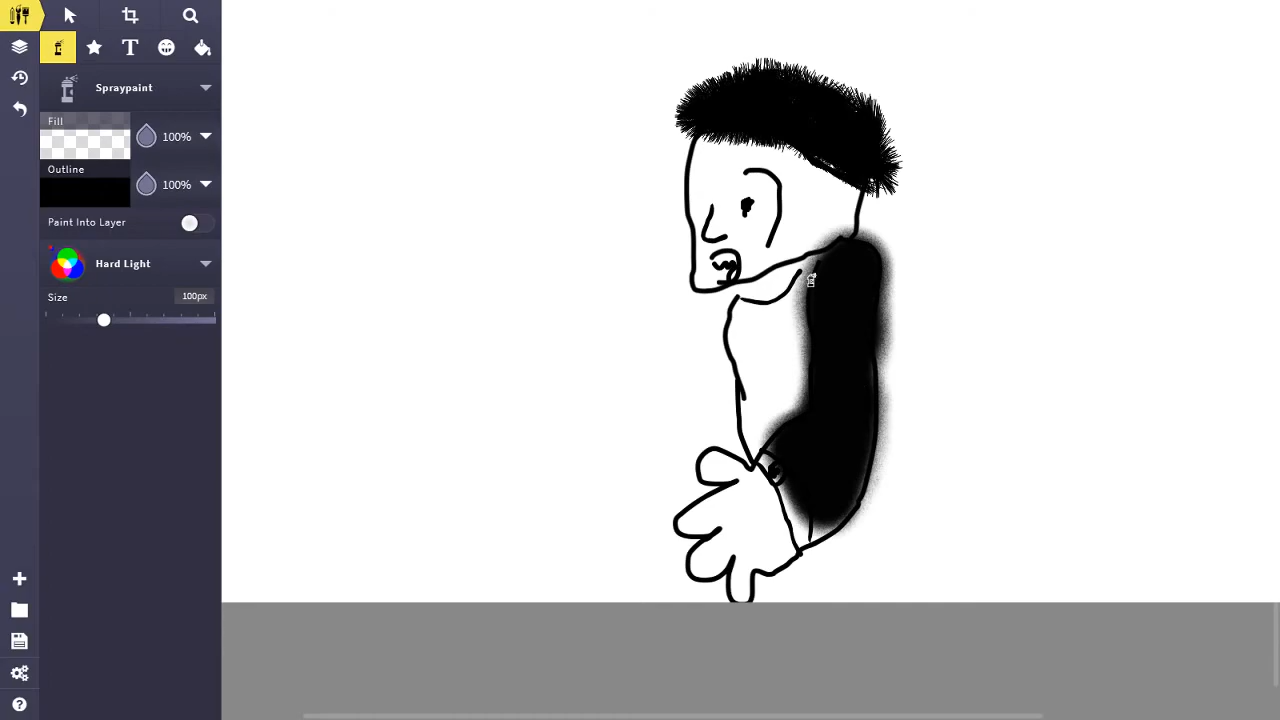 T
Spraypaint
Fill
100%
Outline
100%
Paint Into Layer
Hard Light
Size
100px
?